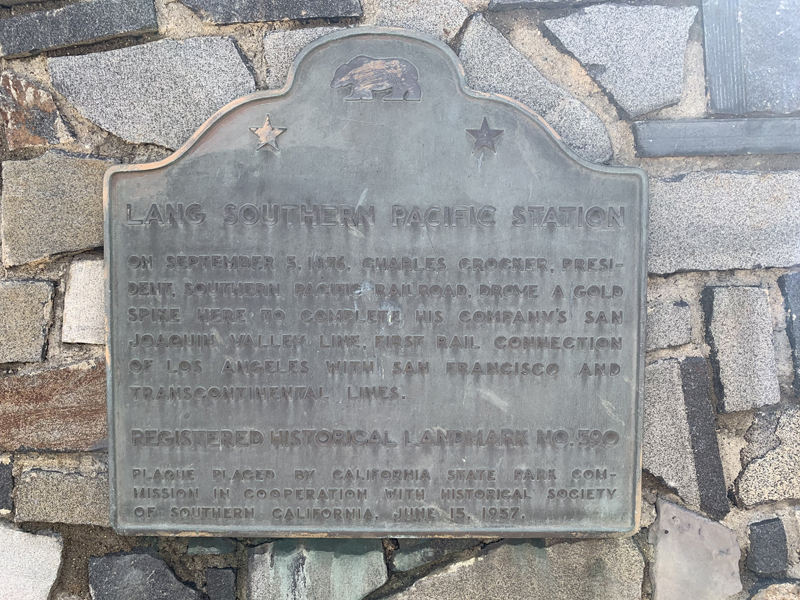 LANG SOUTHERN PACIFIC STATION
ON SEPTEMBER 5, 1876, CHARLES CROCKER, PRESI-
DENT, SOUTHERN PACIFIC RAILROAD, DROVE A GOLD
SPIKE HERE TO COMPLETE HIS COMPANY'S SAN
JOAQUIN VALLEY LINE, FIRST RAIL CONNECTION
OF LOS ANGELES WITH SAN FRANCISCO AND
TRANSCONTINENTAL LINES.
REGISTERED HISTORICAL LANDMARK NO. 590
PLAQUE PLACED BY CALIFORNIA STATE PARK COM-
MISSION IN COOPERATION WITH HISTORICAL SOCIETY
OF SOUTHERN CALIFORNIA, JUNE 15, 1957.